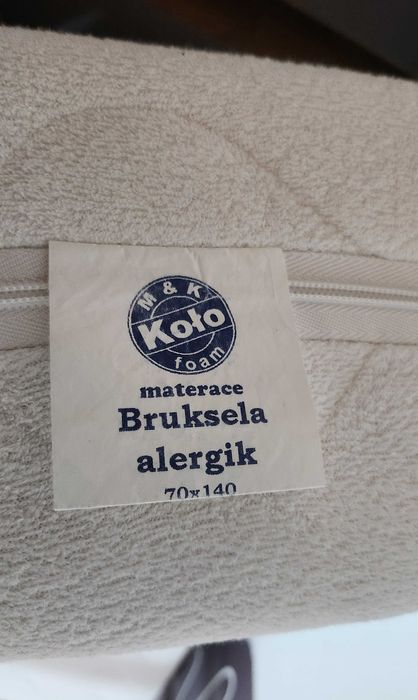 M & K
Koło
foam
materace
Bruksela
alergik
70x140